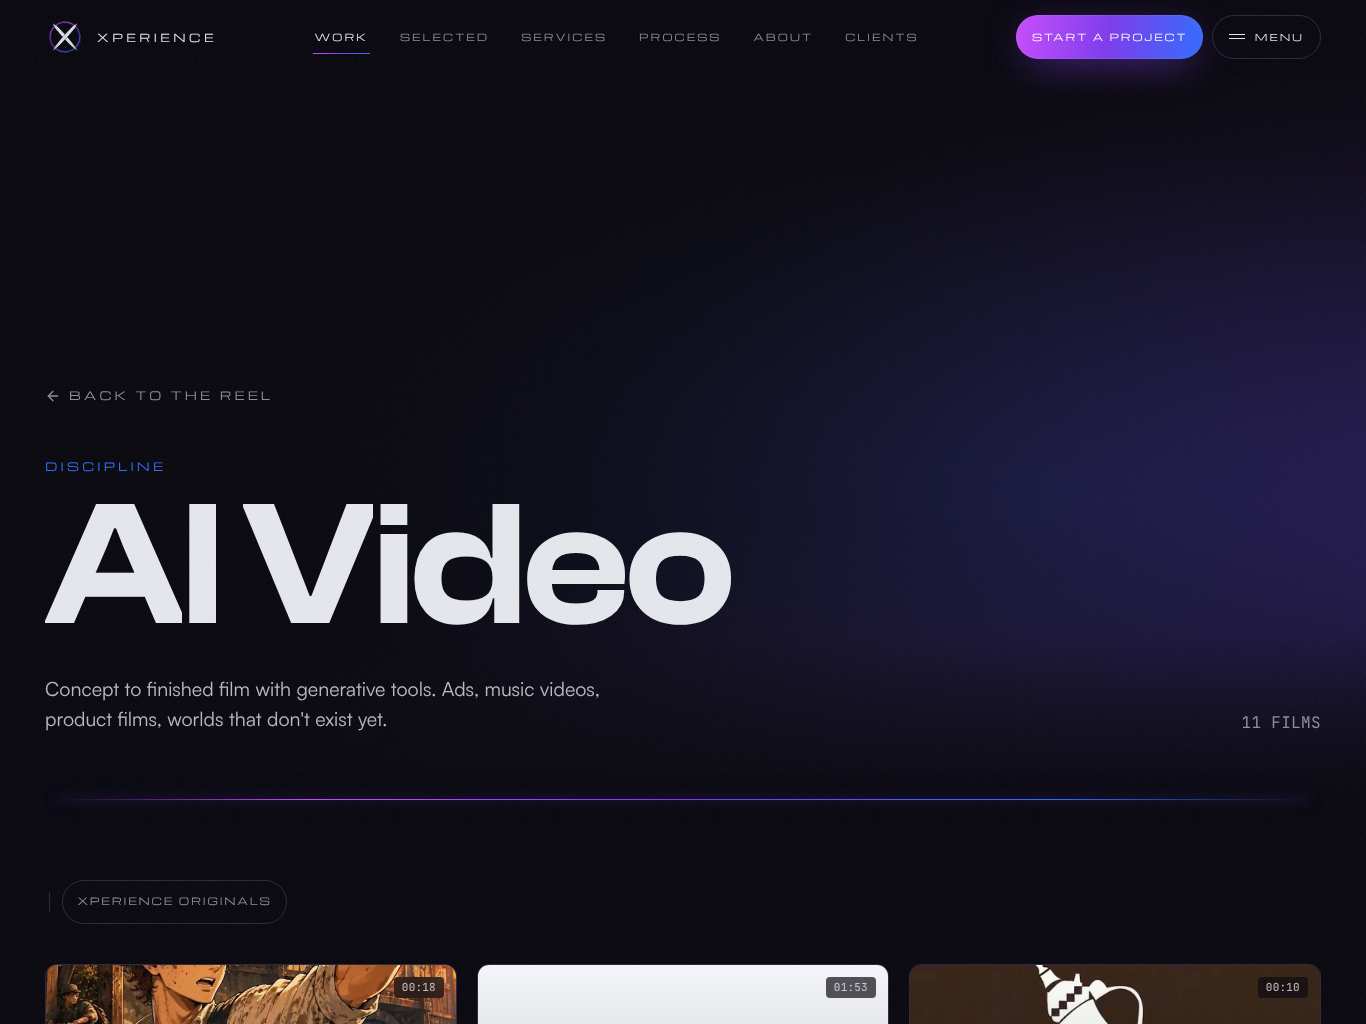 XPERIENCE
WORK
SELECTED
SERVICES
PROCESS
ABOUT
CLIENTS
START A PROJECT
MENU
← BACK TO THE REEL
DISCIPLINE
AI Video
Concept to finished film with generative tools. Ads, music videos,
product films, worlds that don't exist yet.
11 FILMS
XPERIENCE ORIGINALS
00:18
01:53
00:10